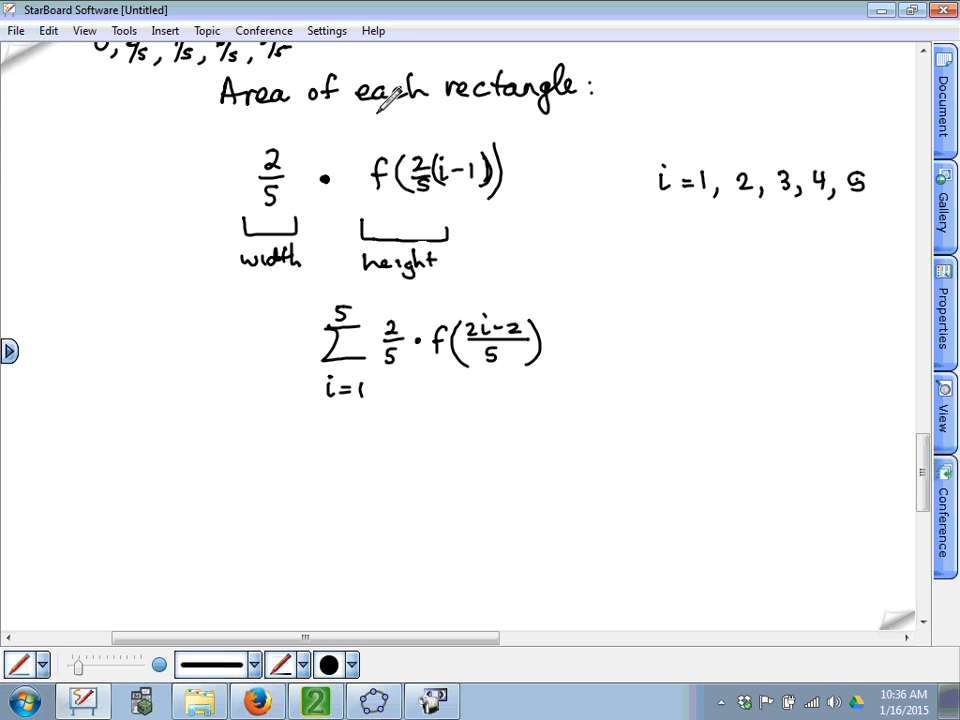 StarBoard Software [Untitled]
File Edit View Tools Insert Topic Conference Settings Help
Area of each rectangle:
2/5 • f(2/5(i-1))
i=1, 2, 3, 4, 5
width height
5
∑ 2/5 • f((2i-2)/5)
i=1
Document
Gallery
Properties
View
Conference
10:36 AM
1/16/2015